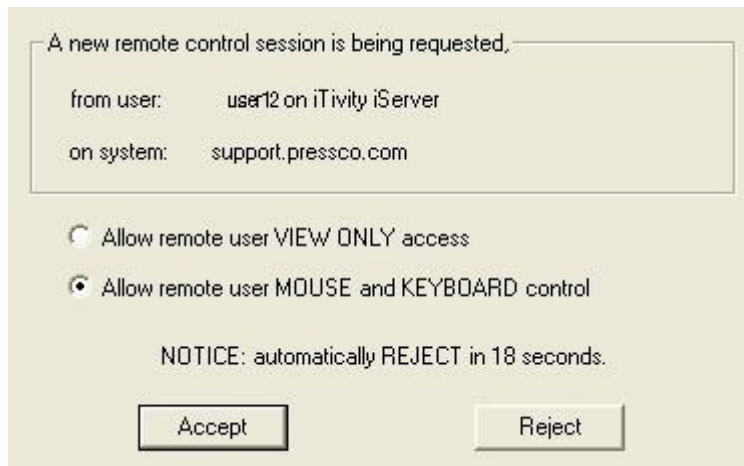 A new remote control session is being requested,
from user: user12 on iTivity iServer
on system: support.pressco.com
Allow remote user VIEW ONLY access
Allow remote user MOUSE and KEYBOARD control
NOTICE: automatically REJECT in 18 seconds.
Accept Reject